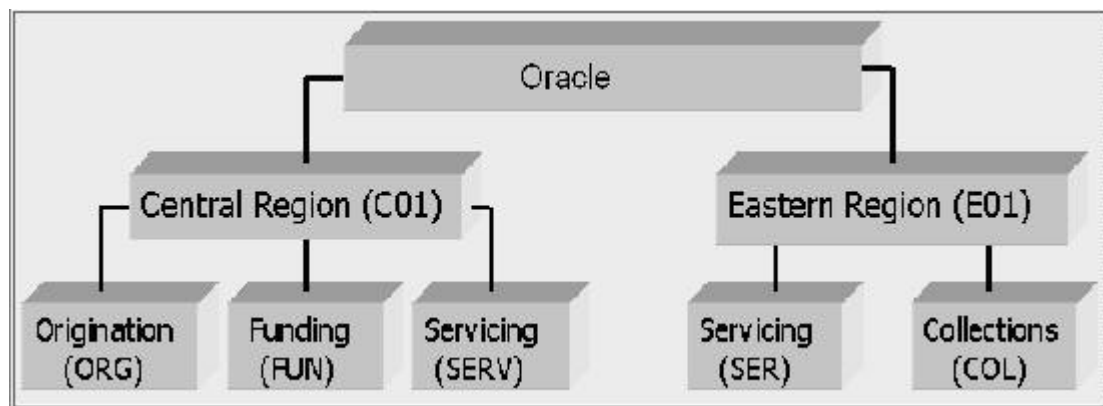 Oracle
Central Region (C01)
Eastern Region (E01)
Origination
(ORG)
Funding
(FUN)
Servicing
(SERV)
Servicing
(SER)
Collections
(COL)